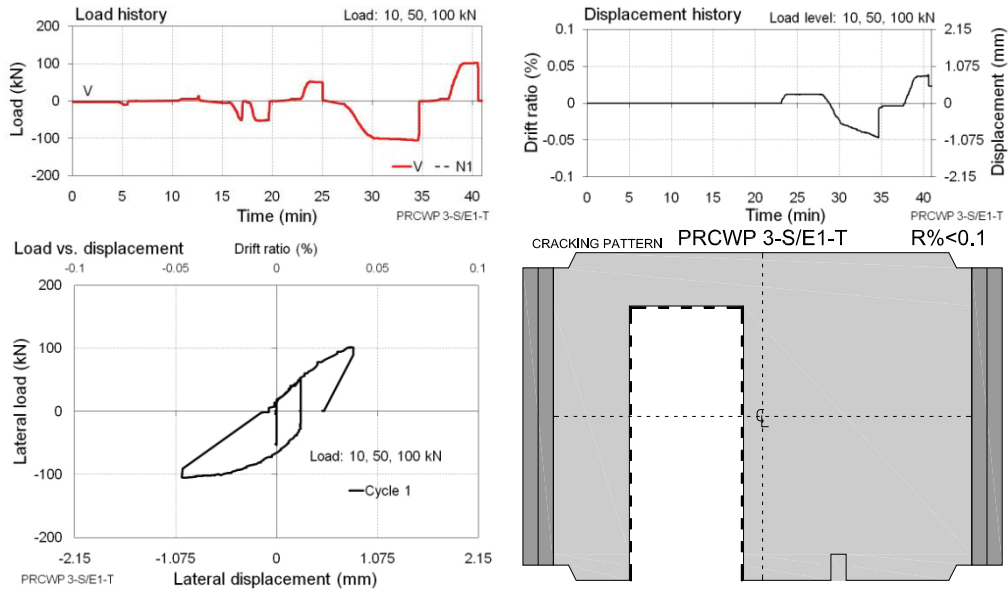 Load history
Load: 10, 50, 100 kN
200
100
0
-100
-200
Load (kN)
V
V N1
0 5 10 15 20 25 30 35 40
Time (min)
PRCWP 3-S/E1-T
Displacement history
Load level: 10, 50, 100 kN
0.1
0.05
0
-0.05
-0.1
Drift ratio (%)
2.15
1.075
0
-1.075
-2.15
Displacement (mm)
0 5 10 15 20 25 30 35 40
Time (min)
PRCWP 3-S/E1-T
Load vs. displacement
Drift ratio (%)
-0.1 -0.05 0 0.05 0.1
200
100
0
-100
-200
Lateral load (kN)
Load: 10, 50, 100 kN
Cycle 1
-2.15 -1.075 0 1.075 2.15
Lateral displacement (mm)
PRCWP 3-S/E1-T
CRACKING PATTERN PRCWP 3-S/E1-T R%<0.1
℄